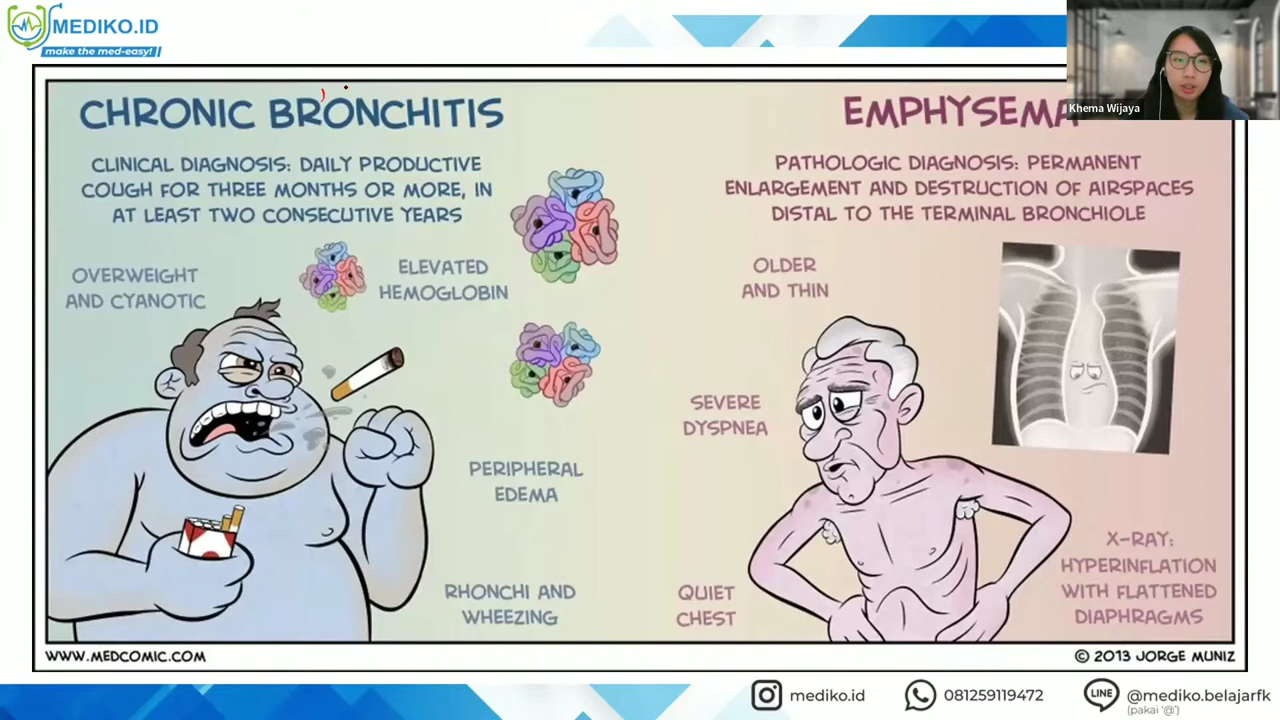 MEDIKO.ID
make the med-easy!
Khema Wijaya
CHRONIC BRONCHITIS
CLINICAL DIAGNOSIS: DAILY PRODUCTIVE
COUGH FOR THREE MONTHS OR MORE, IN
AT LEAST TWO CONSECUTIVE YEARS
OVERWEIGHT
AND CYANOTIC
ELEVATED
HEMOGLOBIN
PERIPHERAL
EDEMA
RHONCHI AND
WHEEZING
EMPHYSEMA
PATHOLOGIC DIAGNOSIS: PERMANENT
ENLARGEMENT AND DESTRUCTION OF AIRSPACES
DISTAL TO THE TERMINAL BRONCHIOLE
OLDER
AND THIN
SEVERE
DYSPNEA
QUIET
CHEST
X-RAY:
HYPERINFLATION
WITH FLATTENED
DIAPHRAGMS
WWW.MEDCOMIC.COM
© 2013 JORGE MUNIZ
mediko.id
081259119472
LINE
@mediko.belajarfk
(pakai '@')